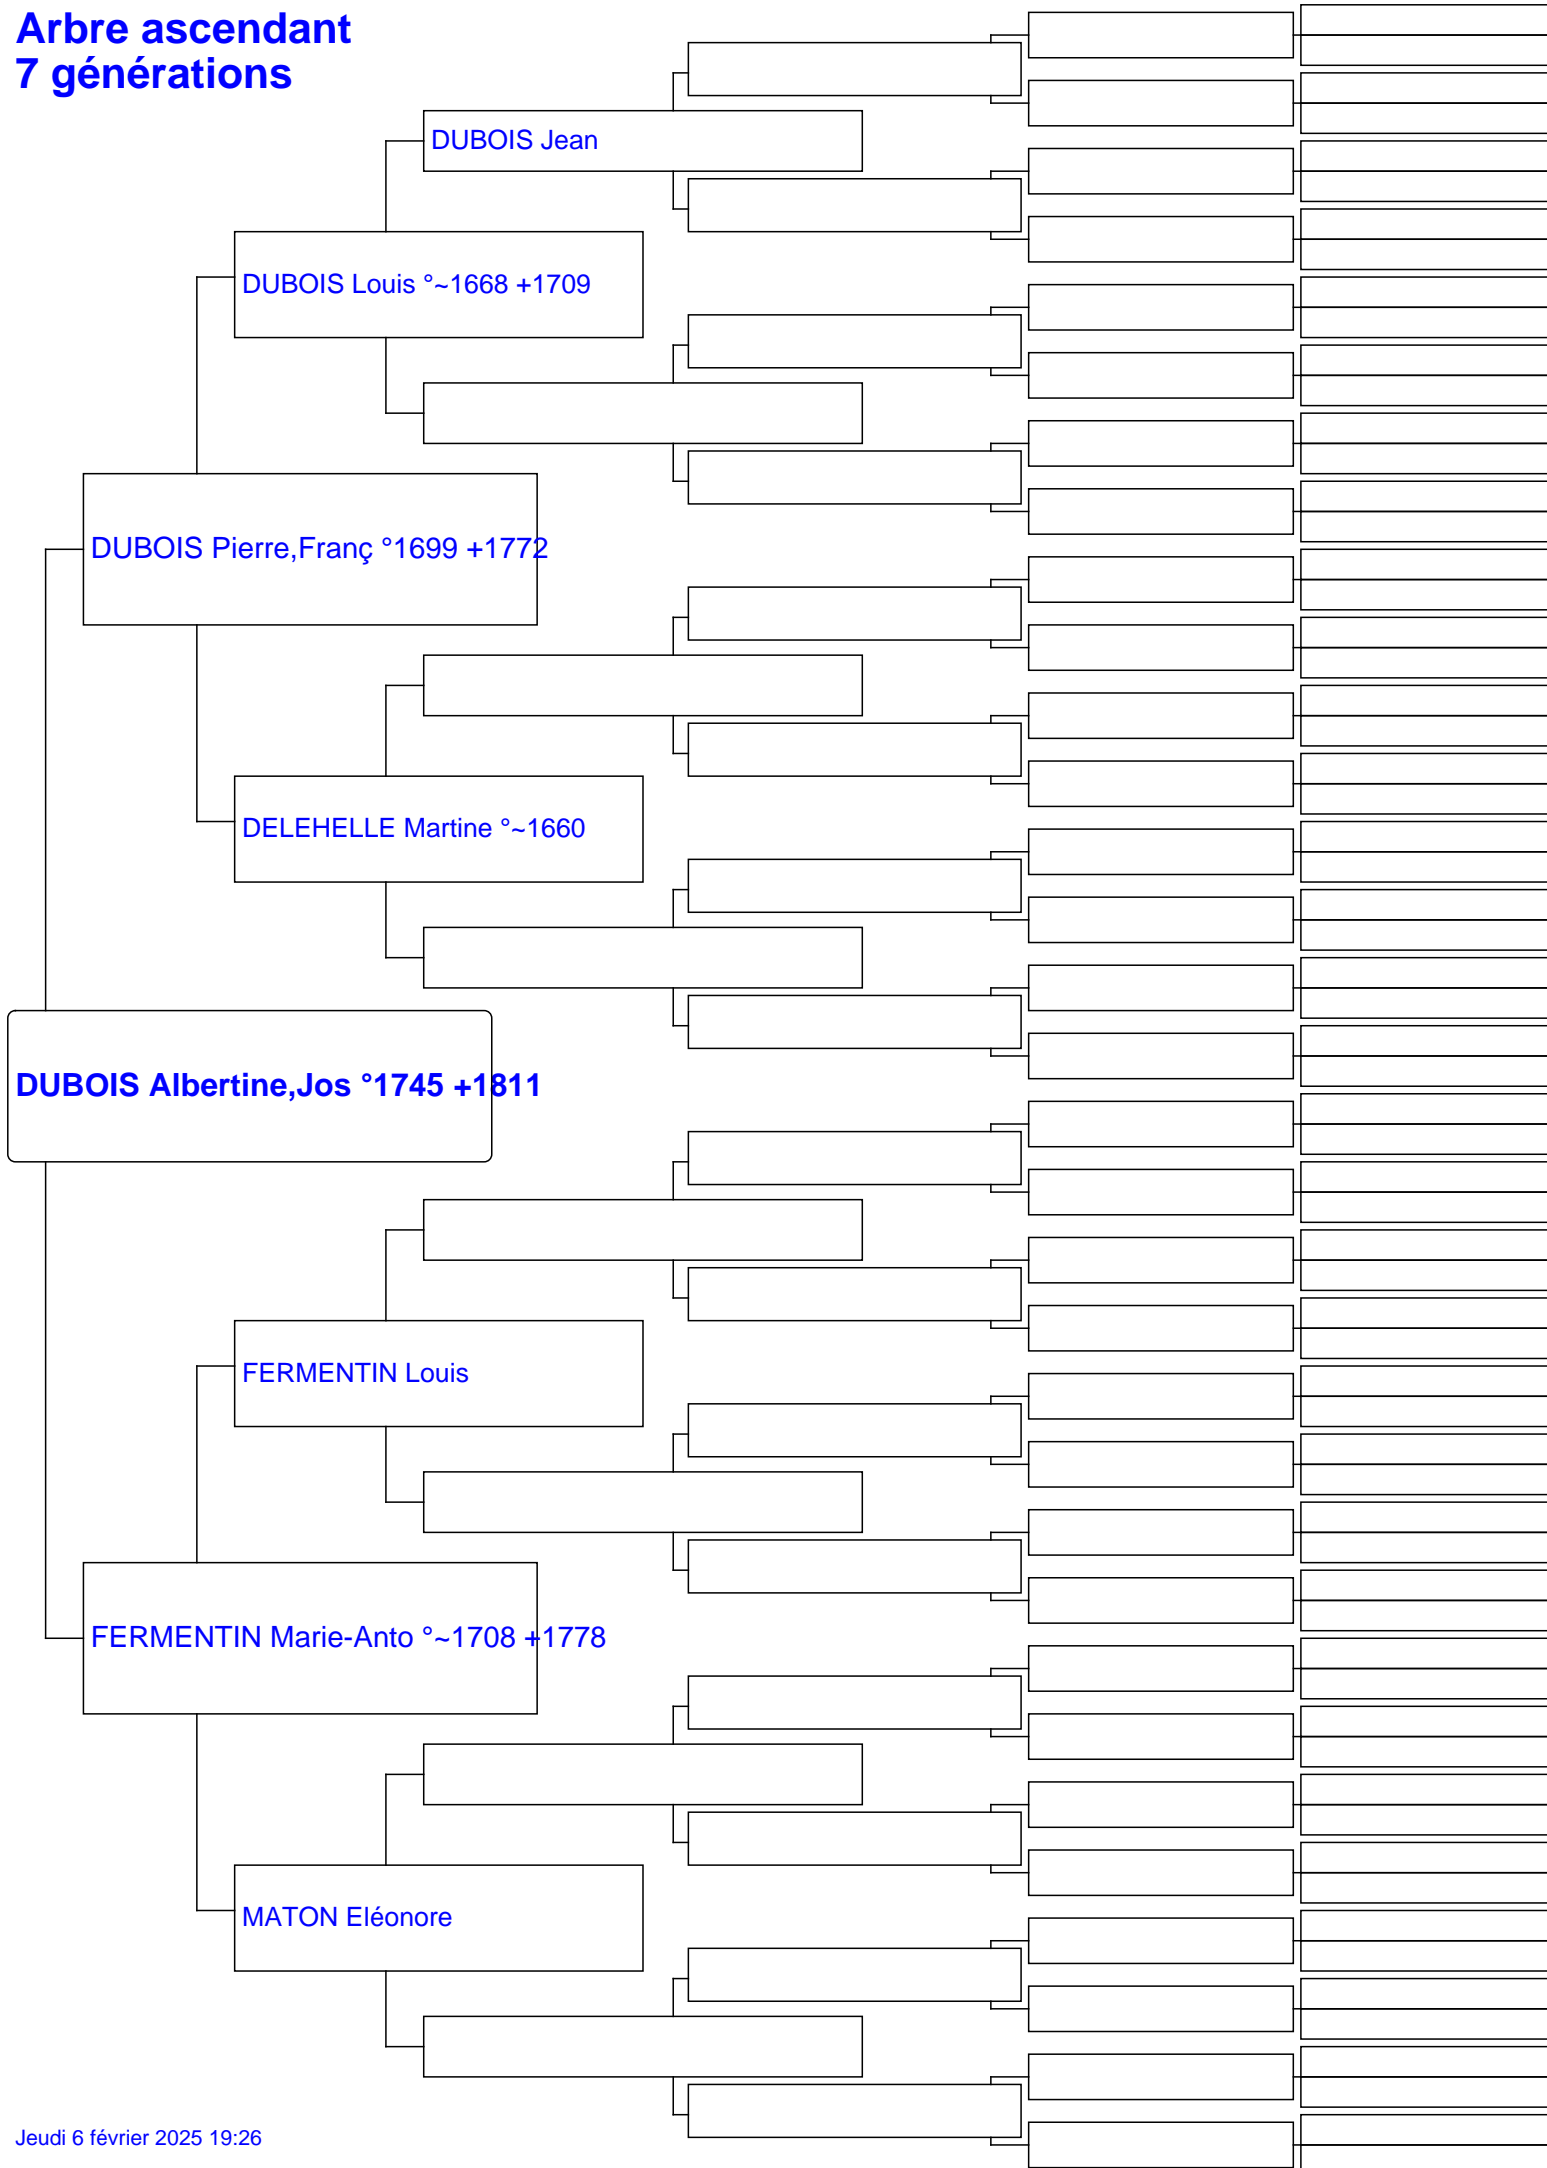 Arbre ascendant
7 générations
DUBOIS Jean
DUBOIS Louis °~1668 +1709
DUBOIS Pierre,Franç °1699 +1772
DELEHELLE Martine °~1660
DUBOIS Albertine,Jos °1745 +1811
FERMENTIN Louis
FERMENTIN Marie-Anto °~1708 +1778
MATON Eléonore
Jeudi 6 février 2025 19:26